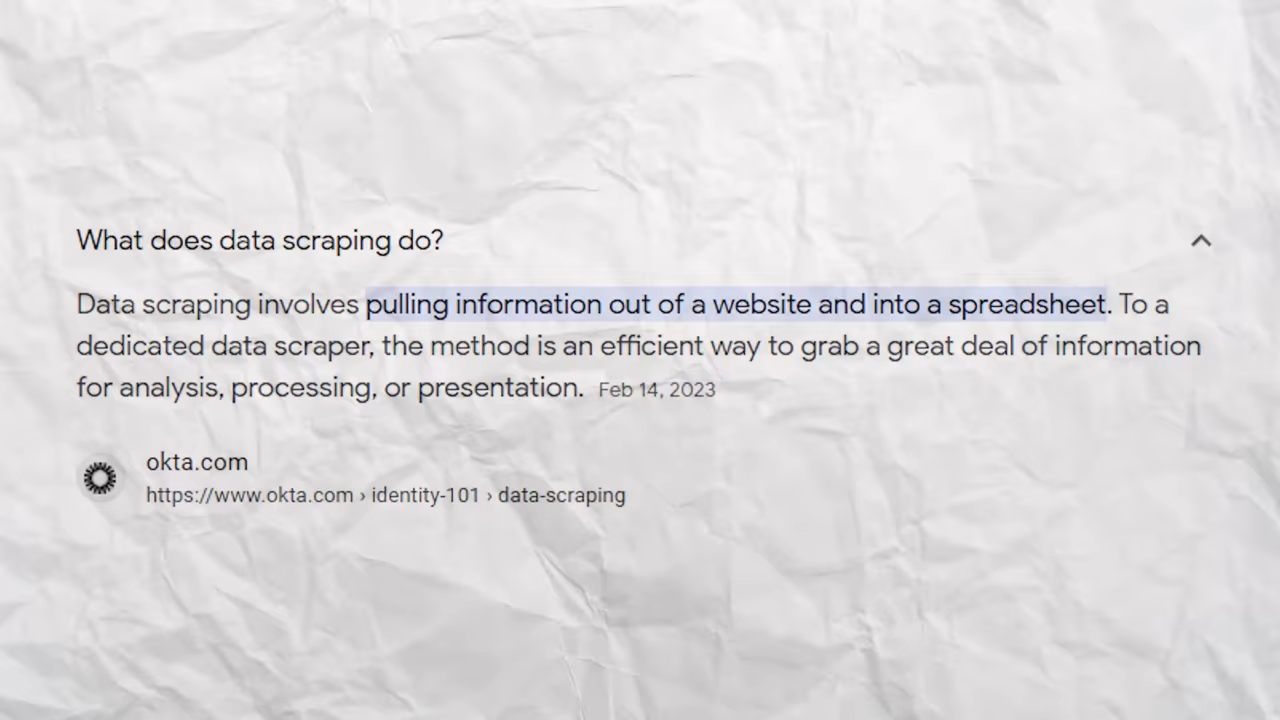 What does data scraping do?
Data scraping involves pulling information out of a website and into a spreadsheet. To a
dedicated data scraper, the method is an efficient way to grab a great deal of information
for analysis, processing, or presentation. Feb 14, 2023
okta.com
https://www.okta.com › identity-101 › data-scraping